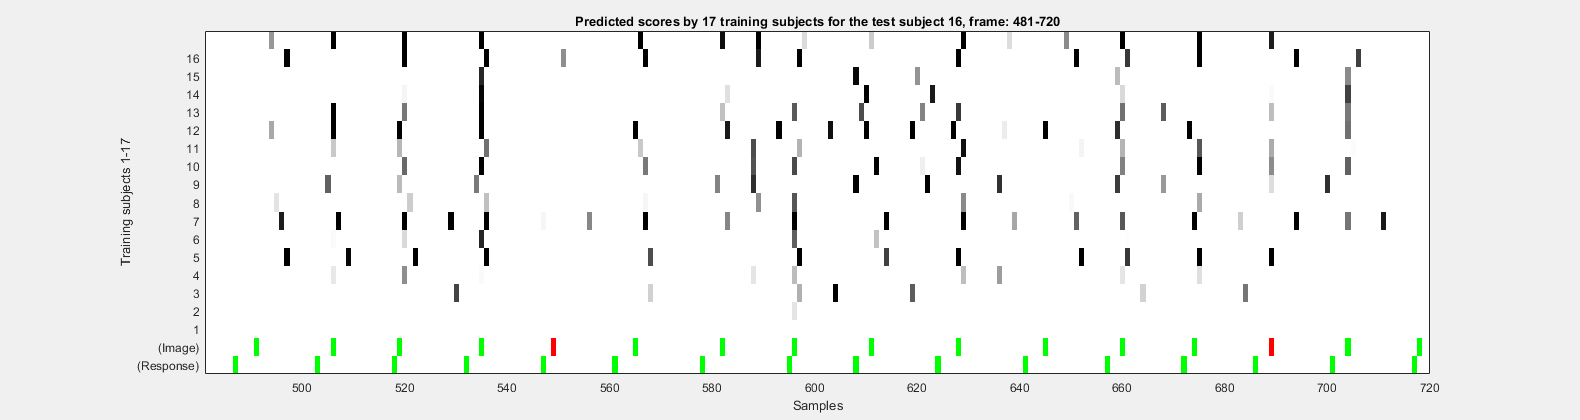 Predicted scores by 17 training subjects for the test subject 16, frame: 481-720
Training subjects 1-17
16
15
14
13
12
11
10
9
8
7
6
5
4
3
2
1
(Image)
(Response)
500 520 540 560 580 600 620 640 660 680 700 720
Samples